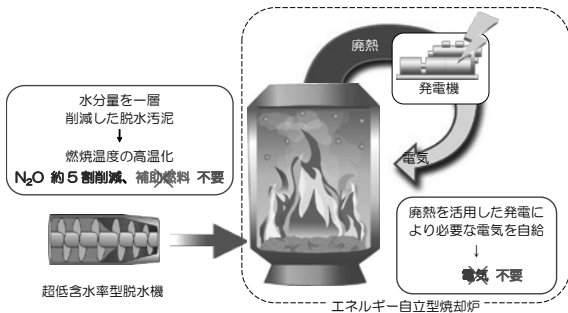 廃熱
発電機
電気
水分量を一層
削減した脱水汚泥
↓
燃焼温度の高温化
N₂O 約5割削減、補助燃料 不要
超低含水率型脱水機
廃熱を活用した発電に
より必要な電気を自給
↓
電気 不要
エネルギー自立型焼却炉